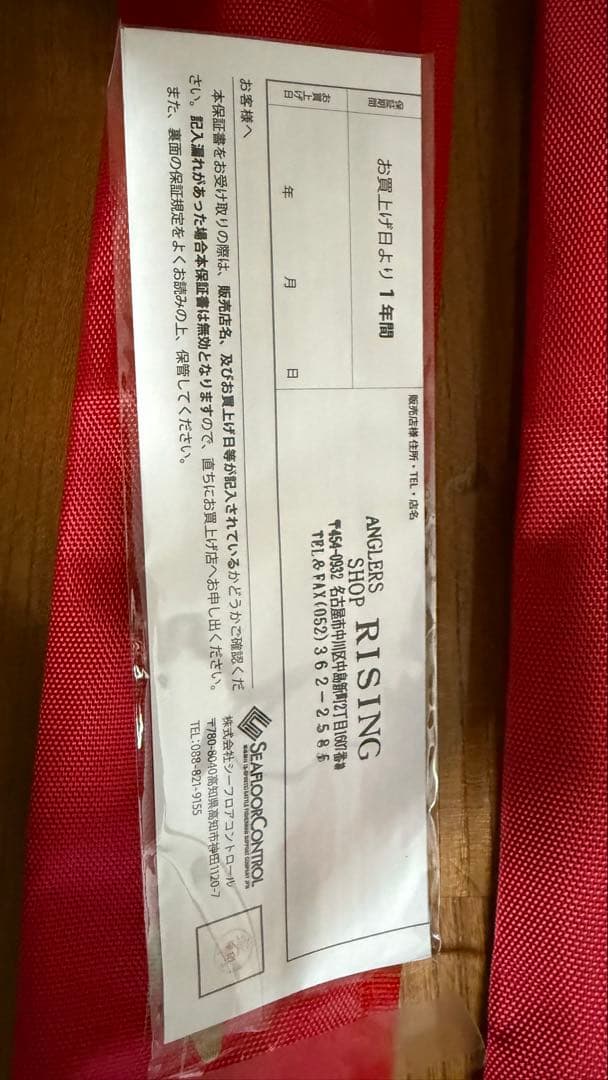 保証期間
お買上げ日より1年間
お買上げ日
年 月 日
販売店様 住所・TEL・店名
ANGLERS
SHOP RISING
〒454-0932 名古屋市中川区中島新町2丁目1601番
TEL&FAX(052)362-2585
お客様へ
本保証書をお受け取りの際は、販売店名、及びお買上げ日等が記入されているかどうかご確認くだ
さい。記入漏れがあった場合本保証書は無効となりますので、直ちにお買上げ店へお申し出ください。
また、裏面の保証規定をよくお読みの上、保管してください。
SEAFLOORCONTROL
株式会社シーフロアコントロール
〒780-8040高知県高知市神田1120-7
TEL:088-821-9155